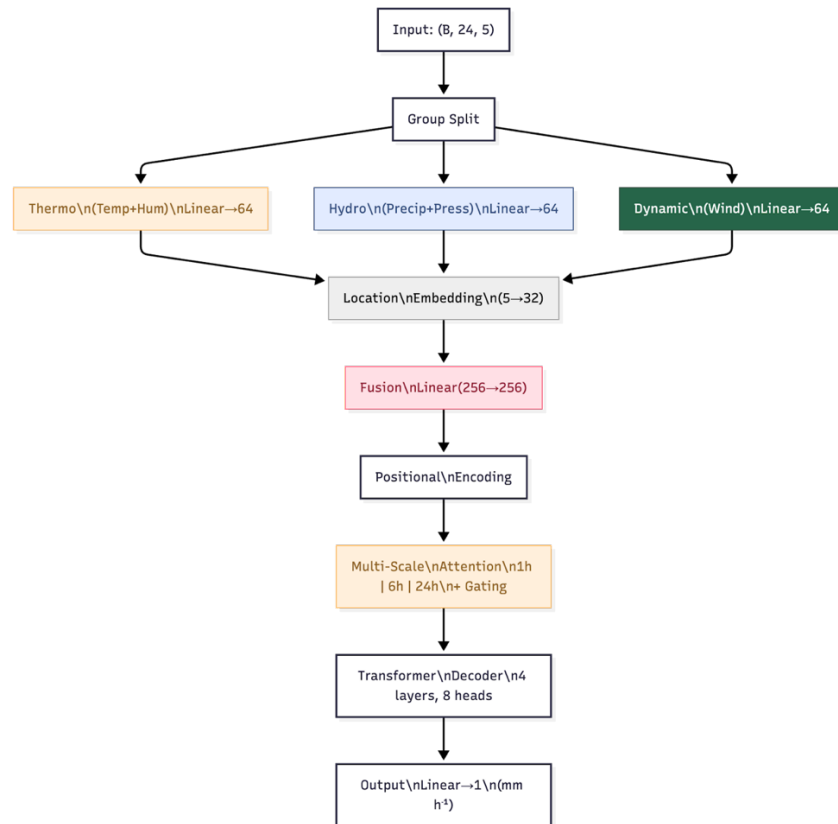 Input: (B, 24, 5)
Group Split
Thermo\n(Temp+Hum)\nLinear→64
Hydro\n(Precip+Press)\nLinear→64
Dynamic\n(Wind)\nLinear→64
Location\nEmbedding\n(5→32)
Fusion\nLinear(256→256)
Positional\nEncoding
Multi-Scale\nAttention\n1h
| 6h | 24h\n+ Gating
Transformer\nDecoder\n4
layers, 8 heads
Output\nLinear→1\n(mm
h⁻¹)